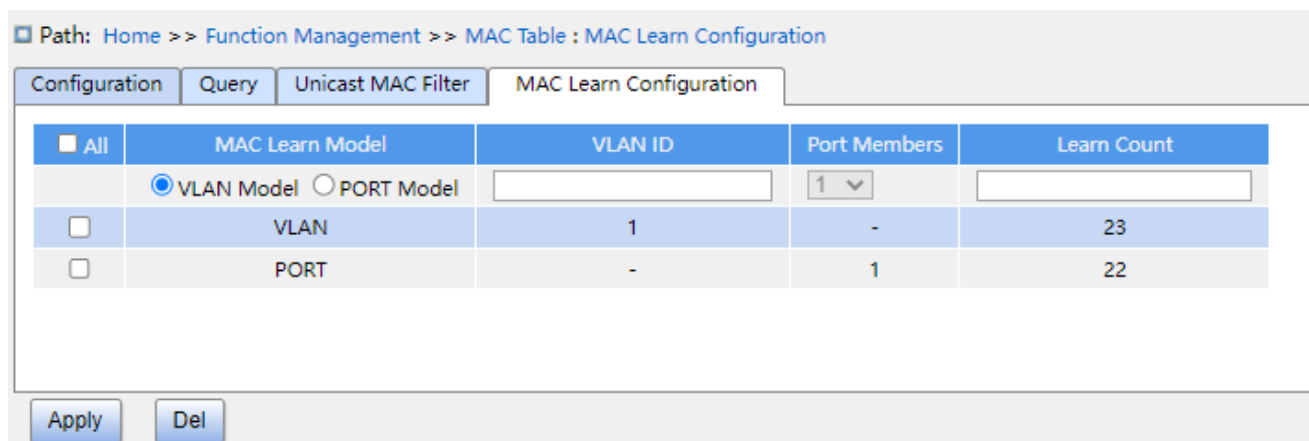 Path: Home >> Function Management >> MAC Table : MAC Learn Configuration
Configuration Query Unicast MAC Filter MAC Learn Configuration
All MAC Learn Model VLAN ID Port Members Learn Count
VLAN Model PORT Model 1
VLAN 1 - 23
PORT - 1 22
Apply Del